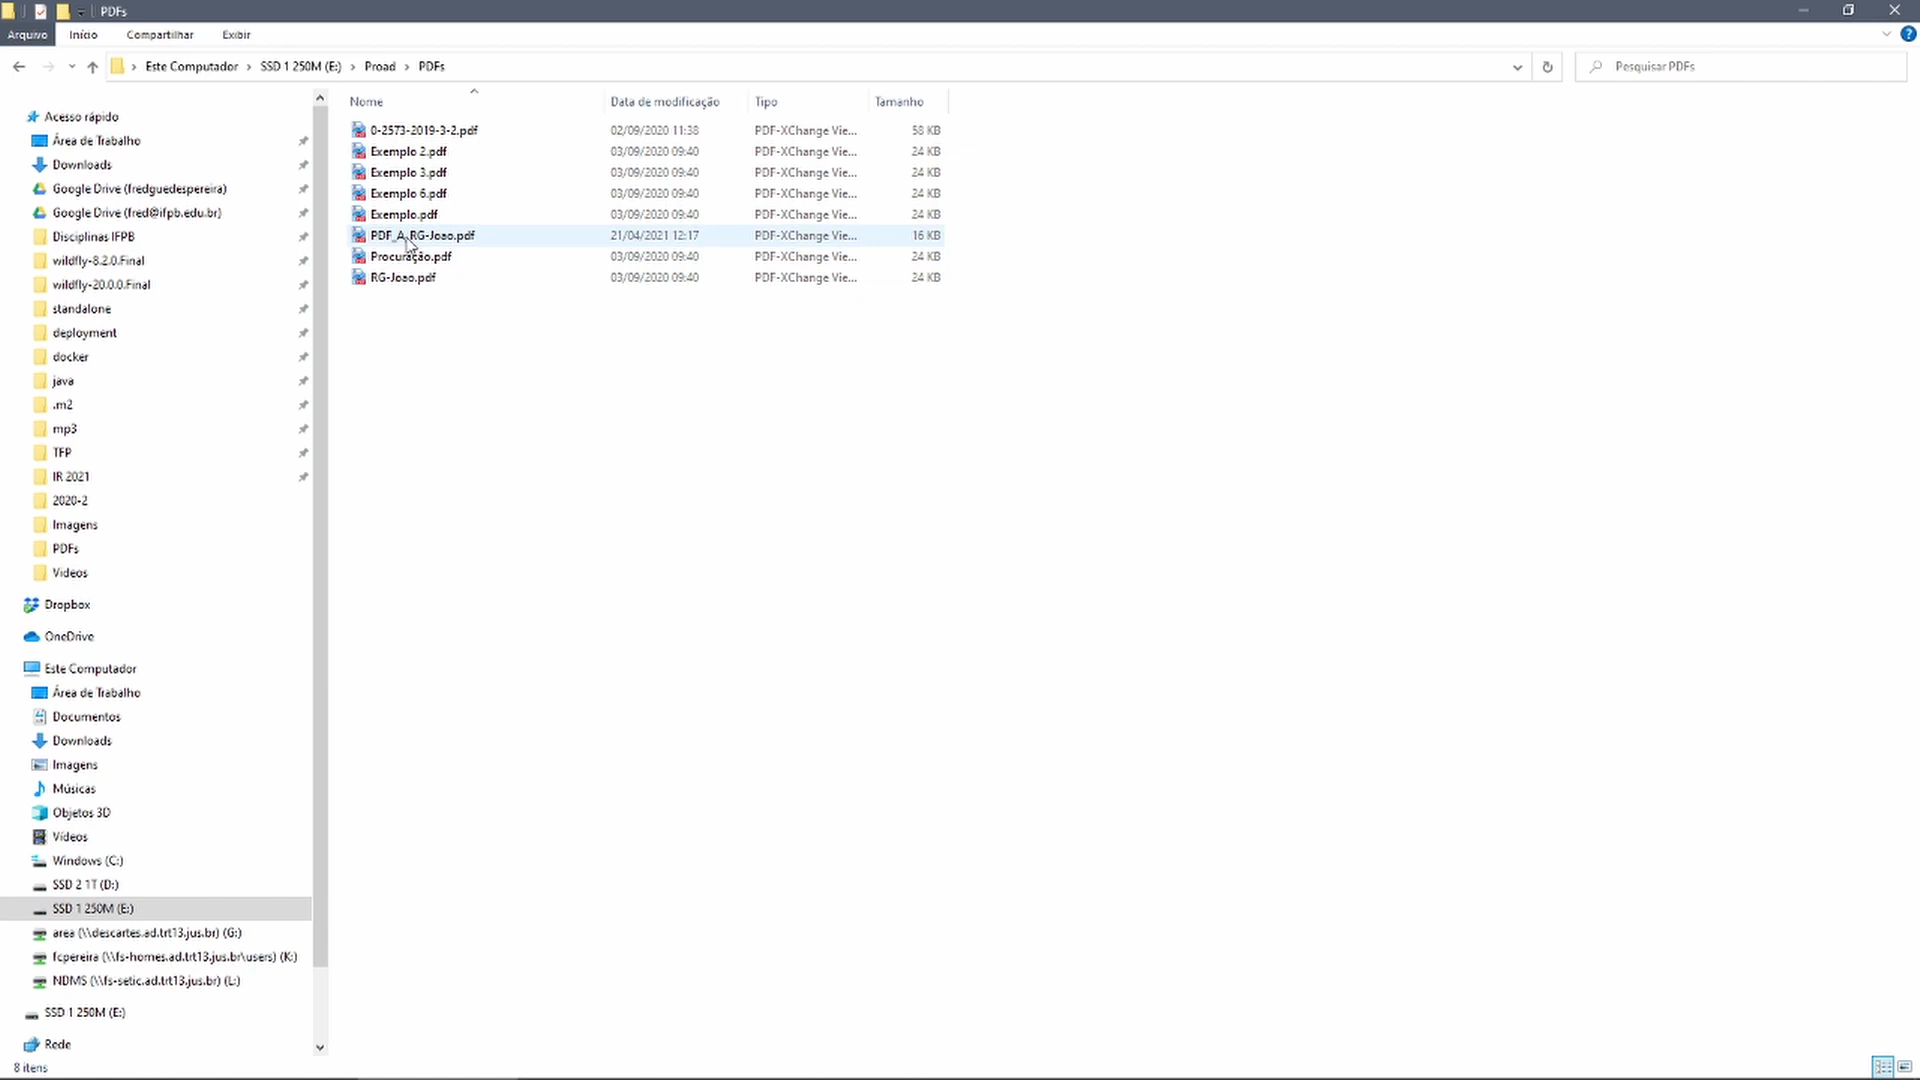 PDFs
Arquivo Início Compartilhar Exibir
Este Computador SSD 1 250M (E:) Proad PDFs
Pesquisar PDFs
Nome Data de modificação Tipo Tamanho
0-2573-2019-3-2.pdf 02/09/2020 11:38 PDF-XChange Vie... 58 KB
Exemplo 2.pdf 03/09/2020 09:40 PDF-XChange Vie... 24 KB
Exemplo 3.pdf 03/09/2020 09:40 PDF-XChange Vie... 24 KB
Exemplo 6.pdf 03/09/2020 09:40 PDF-XChange Vie... 24 KB
Exemplo.pdf 03/09/2020 09:40 PDF-XChange Vie... 24 KB
PDF_A_RG-Joao.pdf 21/04/2021 12:17 PDF-XChange Vie... 16 KB
Procuração.pdf 03/09/2020 09:40 PDF-XChange Vie... 24 KB
RG-Joao.pdf 03/09/2020 09:40 PDF-XChange Vie... 24 KB
Acesso rápido
Área de Trabalho
Downloads
Google Drive (fredguedespereira)
Google Drive (fred@ifpb.edu.br)
Disciplinas IFPB
wildfly-8.2.0.Final
wildfly-20.0.0.Final
standalone
deployment
docker
java
.m2
mp3
TFP
IR 2021
2020-2
Imagens
PDFs
Videos
Dropbox
OneDrive
Este Computador
Área de Trabalho
Documentos
Downloads
Imagens
Músicas
Objetos 3D
Vídeos
Windows (C:)
SSD 2 1T (D:)
SSD 1 250M (E:)
area (\\descartes.ad.trt13.jus.br) (G:)
fcpereira (\\fs-homes.ad.trt13.jus.br\users) (K:)
NDMS (\\fs-setic.ad.trt13.jus.br) (L:)
SSD 1 250M (E:)
Rede
8 itens